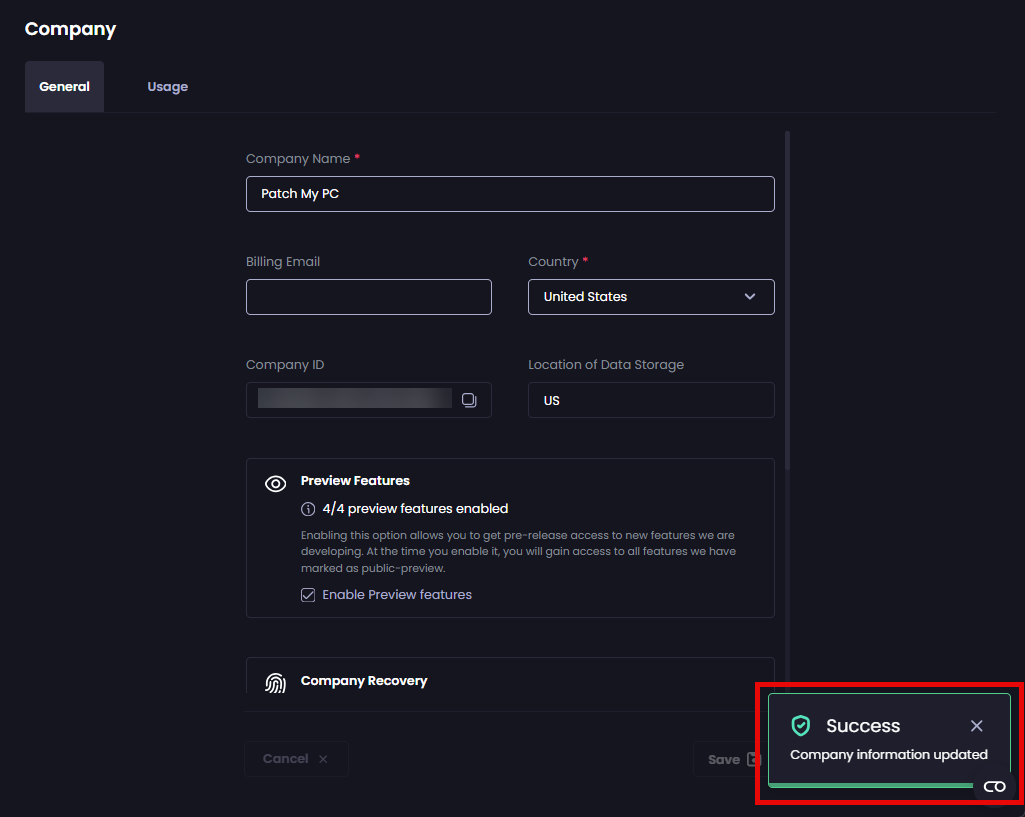 Company
General
Usage
Company Name *
Patch My PC
Billing Email
Country *
United States
Company ID
Location of Data Storage
US
Preview Features
4/4 preview features enabled
Enabling this option allows you to get pre-release access to new features we are
developing. At the time you enable it, you will gain access to all features we have
marked as public-preview.
Enable Preview features
Company Recovery
Success
Company information updated
Cancel
Save